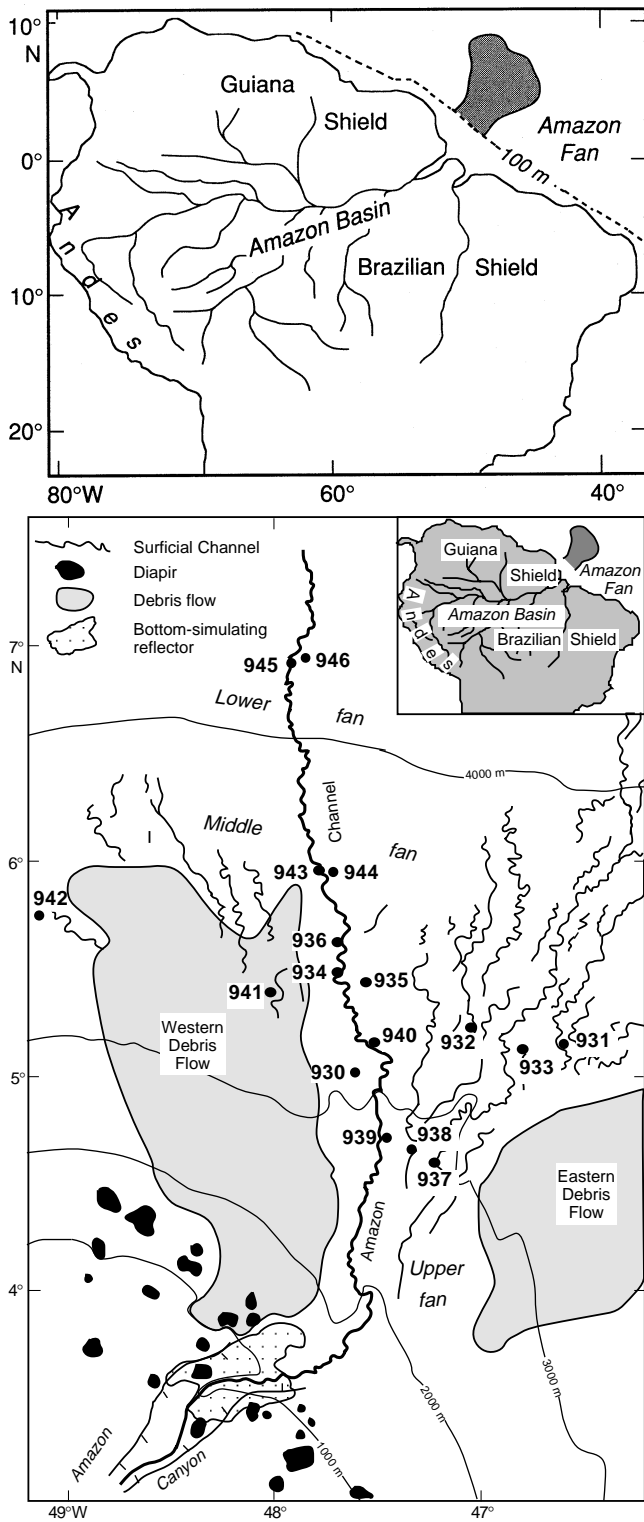 10°
N
Guiana
Shield
Amazon
Fan
0°
100 m
Andes
Amazon Basin
Brazilian Shield
10°
20°
80°W
60°
40°
Surficial Channel
Diapir
Debris flow
Bottom-simulating
reflector
Guiana
Shield
Amazon
Fan
Andes
Amazon Basin
Brazilian Shield
7°
N
945
946
Lower
fan
4000 m
Channel
Middle
fan
I
6°
943
944
942
936
934
935
941
Western
Debris
Flow
940
932
931
933
930
5°
939
938
937
Eastern
Debris
Flow
Amazon
Upper
fan
4°
3000 m
2000 m
1000 m
Amazon
Canyon
49°W
48°
47°